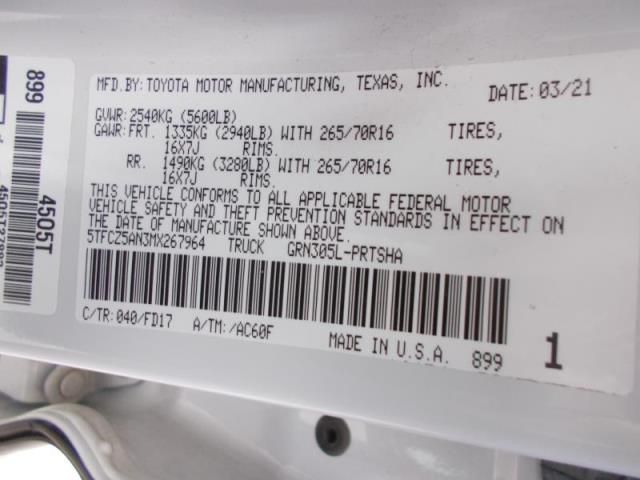 MFD.BY:TOYOTA MOTOR MANUFACTURING, TEXAS, INC.
DATE:03/21
GVWR:2540KG (5600LB)
GAWR:FRT. 1335KG (2940LB) WITH 265/70R16 TIRES,
16X7J RIMS.
RR. 1490KG (3280LB) WITH 265/70R16 TIRES,
16X7J RIMS.
THIS VEHICLE CONFORMS TO ALL APPLICABLE FEDERAL MOTOR
VEHICLE SAFETY AND THEFT PREVENTION STANDARDS IN EFFECT ON
THE DATE OF MANUFACTURE SHOWN ABOVE.
5TFCZ5AN3MX267964 TRUCK GRN305L-PRTSHA
C/TR:040/FD17 A/TM:/AC60F
MADE IN U.S.A. 899
1
899
4505T